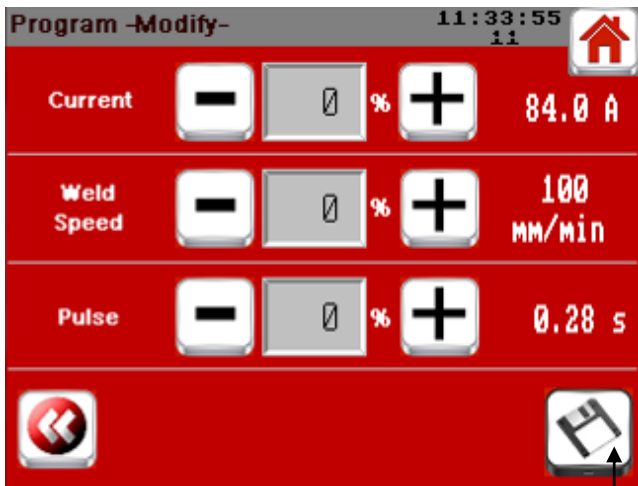 Program -Modify-
11:33:55
11
Current
0
%
84.0 A
Weld
Speed
0
%
100
mm/min
Pulse
0
%
0.28 s